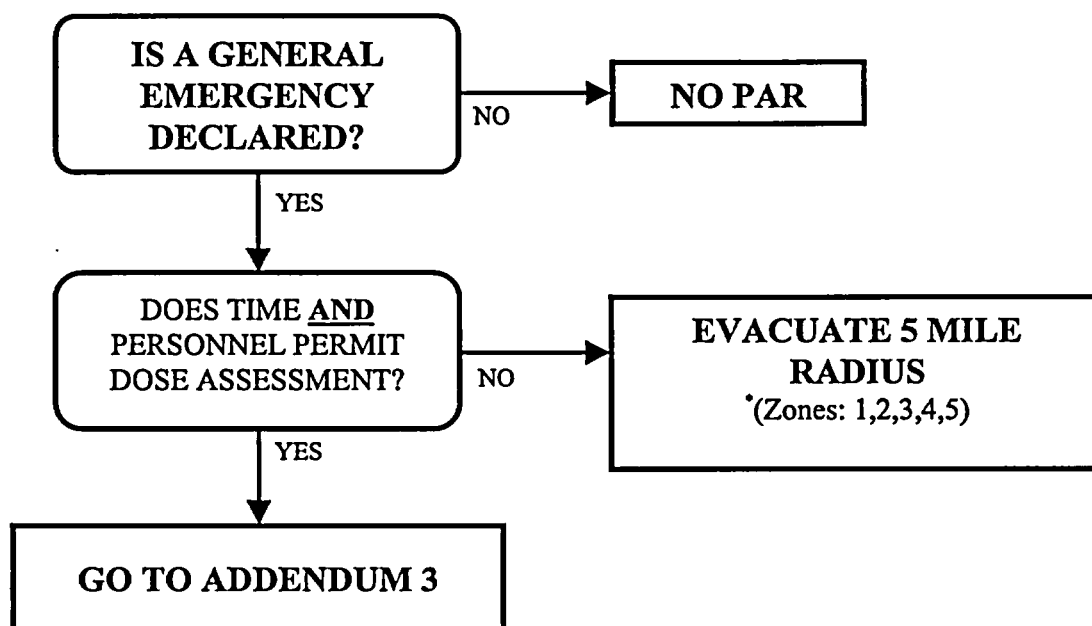 IS A GENERAL
EMERGENCY
DECLARED?
NO
NO PAR
YES
DOES TIME AND
PERSONNEL PERMIT
DOSE ASSESSMENT?
NO
EVACUATE 5 MILE
RADIUS
*(Zones: 1,2,3,4,5)
YES
GO TO ADDENDUM 3